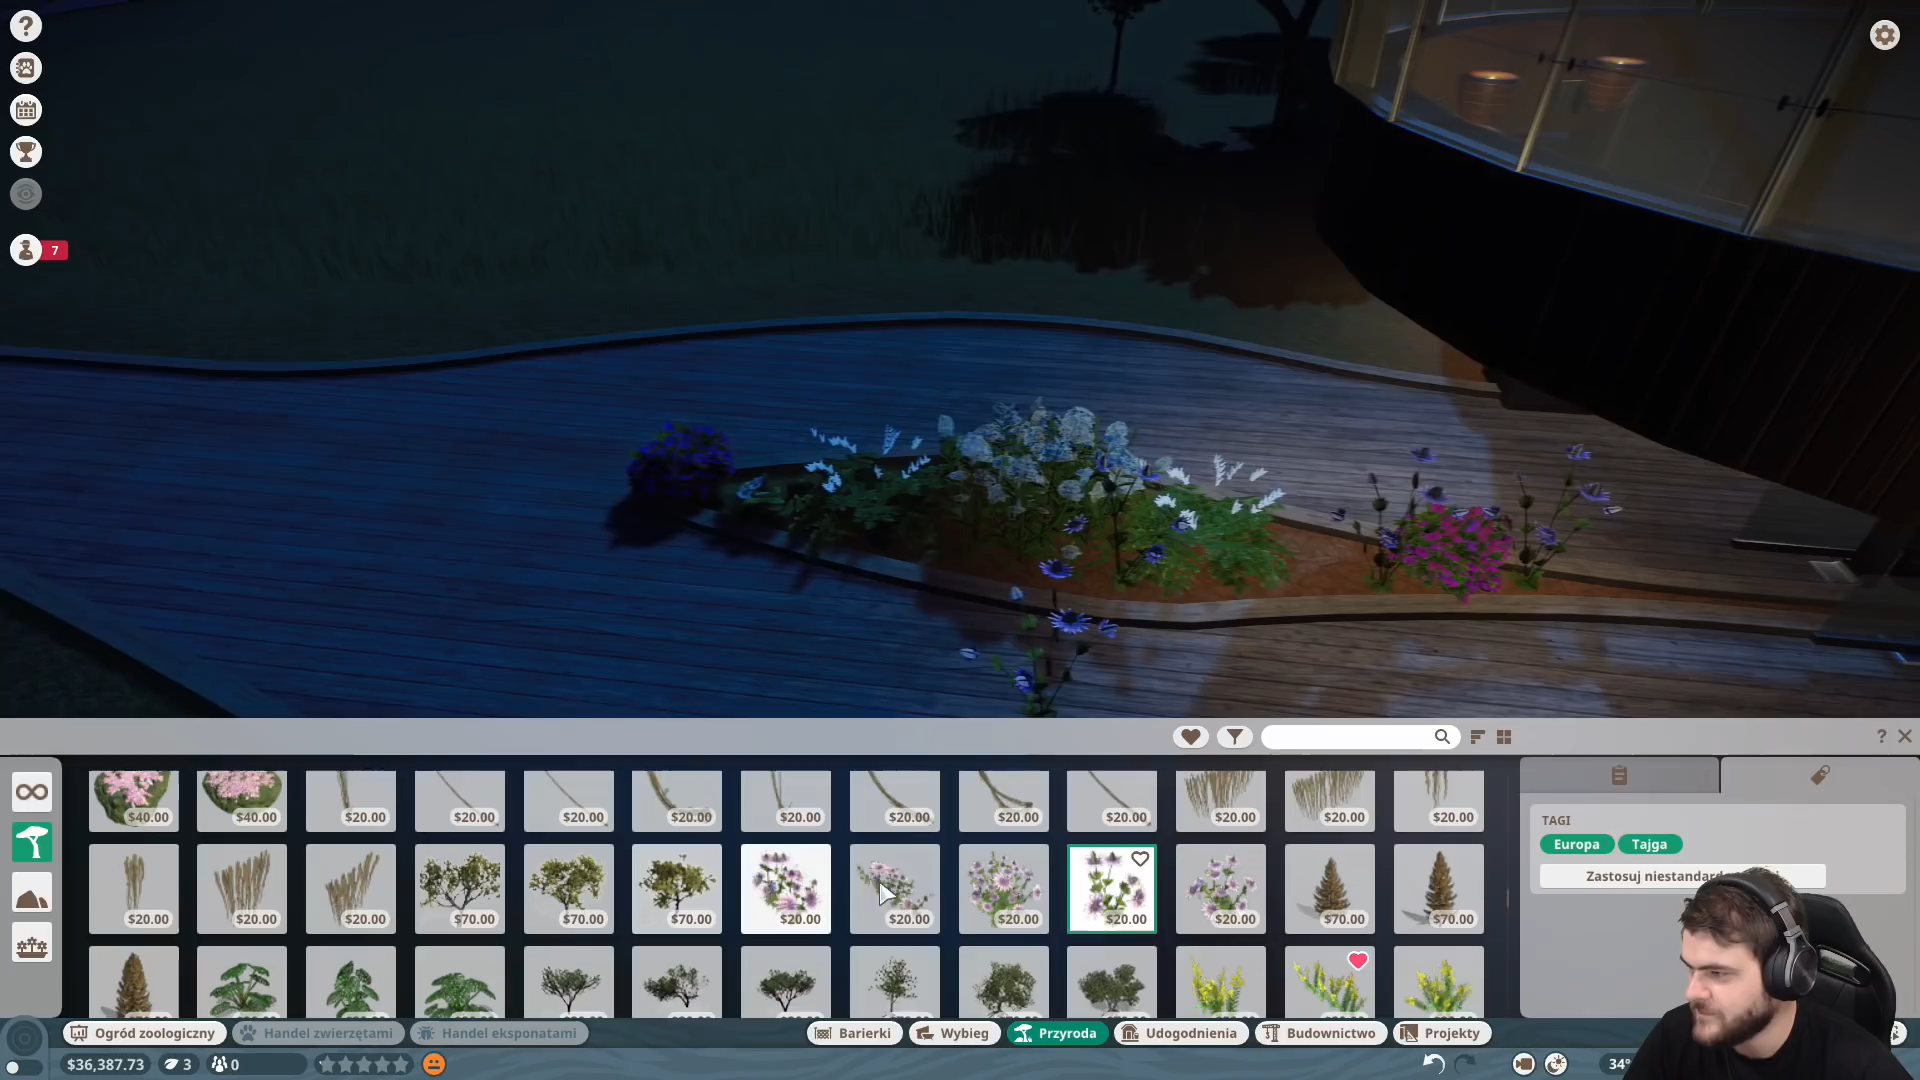 ?
7
? ×
$40.00 $40.00 $20.00 $20.00 $20.00 $20.00 $20.00 $20.00 $20.00 $20.00 $20.00 $20.00 $20.00
TAGI
Europa Tajga
Zastosuj niestandard
$20.00 $20.00 $20.00 $70.00 $70.00 $70.00 $20.00 $20.00 $20.00 $20.00 $20.00 $70.00 $70.00
Ogród zoologiczny Handel zwierzętami Handel eksponatami Barierki Wybieg Przyroda Udogodnienia Budownictwo Projekty
$36,387.73 3 0 34°